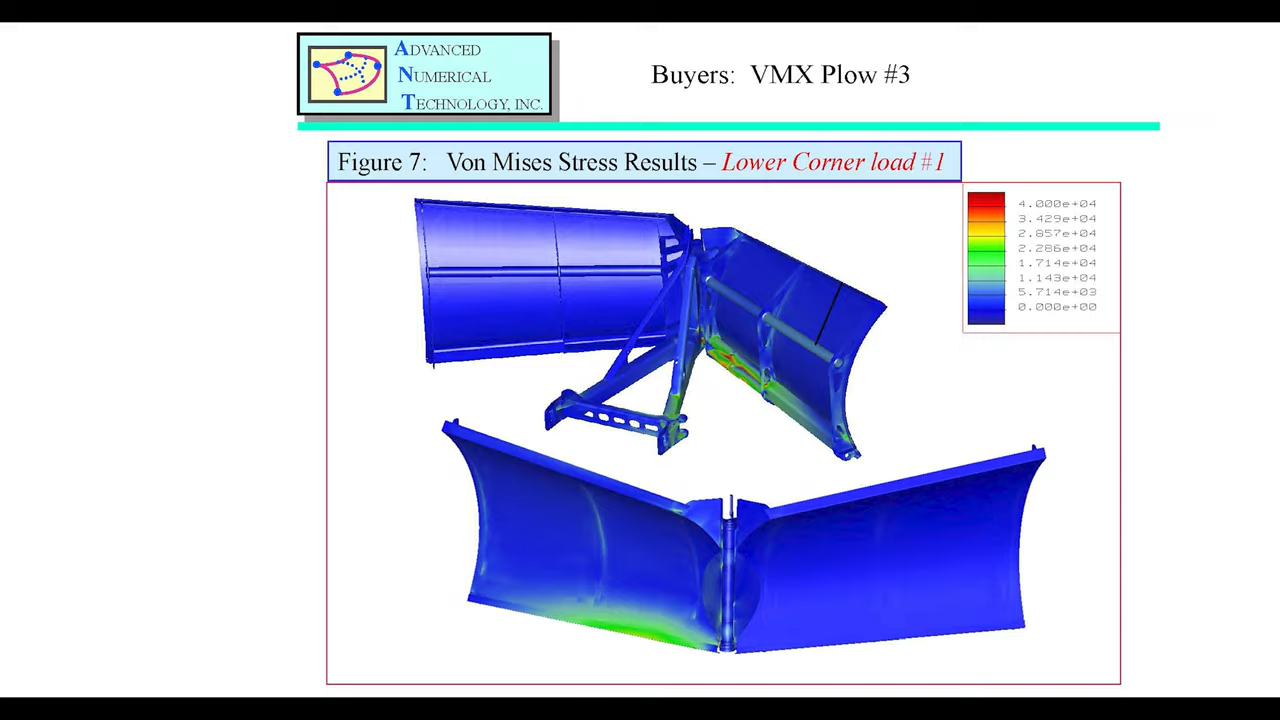 ADVANCED
NUMERICAL
TECHNOLOGY, INC.
Buyers: VMX Plow #3
Figure 7: Von Mises Stress Results – Lower Corner load #1
4.000e+04
3.429e+04
2.857e+04
2.286e+04
1.714e+04
1.143e+04
5.714e+03
0.000e+00